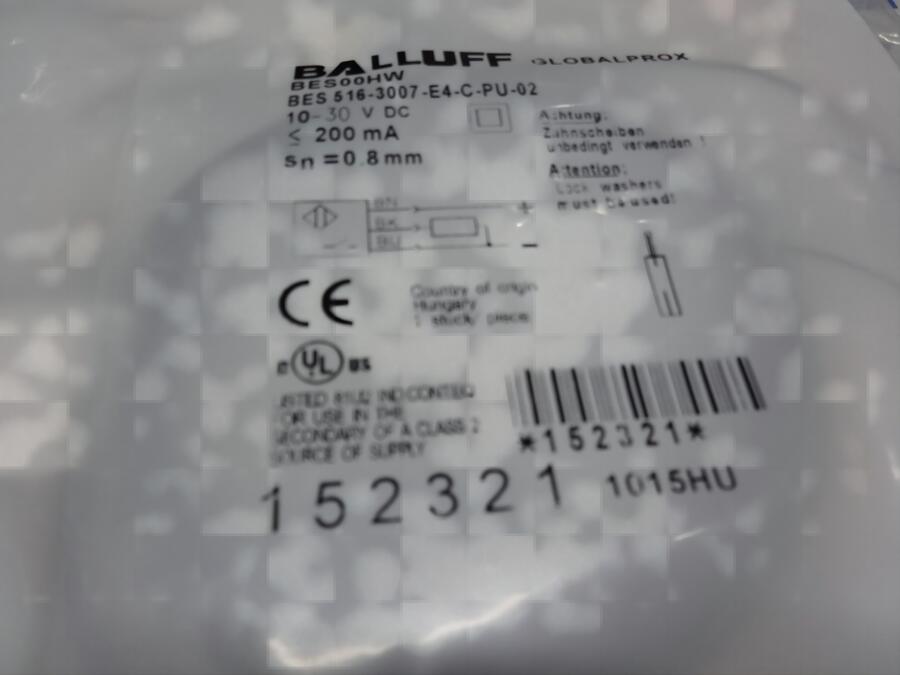 BALLUFF GLOBALPROX
BES00HW
BES 516-3007-E4-C-PU-02
10-30 V DC
≤ 200 mA
sn = 0.8 mm
Achtung:
Zahnscheiben
unbedingt verwenden !
Attention:
Lock washers
must be used!
BN
+
BK
BU
-
CE
Country of origin
Hungary
1 stuck/ piece
c UL us
LISTED 81U2 IND CONT EQ
FOR USE IN THE
SECONDARY OF A CLASS 2
SOURCE OF SUPPLY
*152321*
152321
1015HU